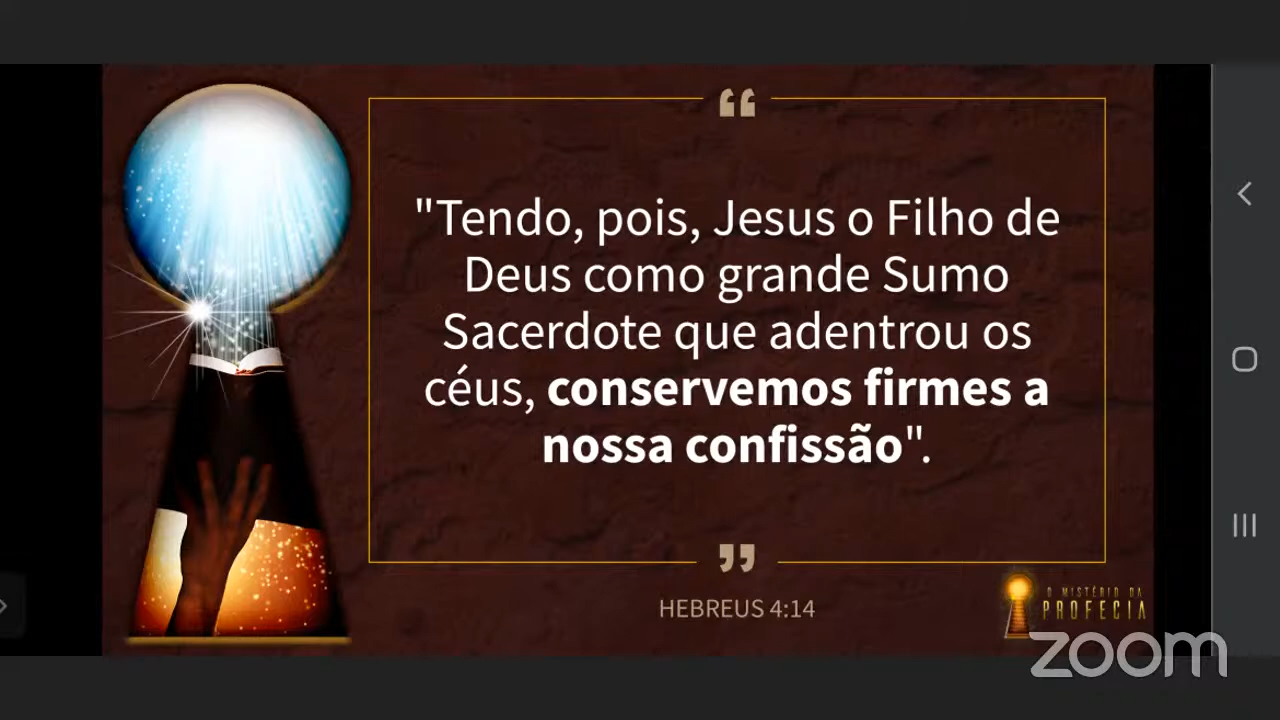 "Tendo, pois, Jesus o Filho de
Deus como grande Sumo
Sacerdote que adentrou os
céus, conservemos firmes a
nossa confissão".
HEBREUS 4:14
O MISTÉRIO DA
PROFECIA
zoom